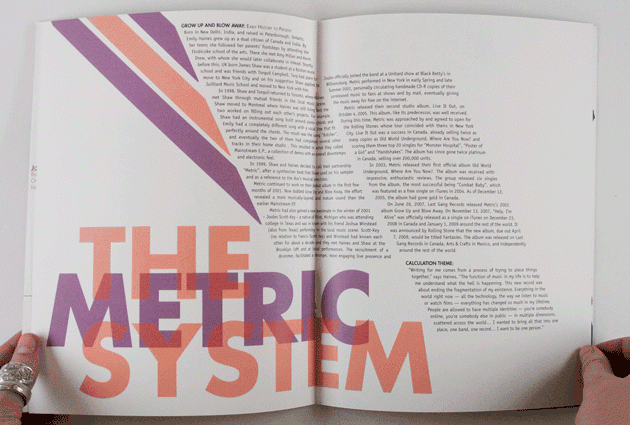 GROW UP AND BLOW AWAY: Emily Haines to Present
Born in New Delhi, India, and raised in Peterborough, Ontario,
Emily Haines grew up as a dual citizen of Canada and India. By
her teens she followed her parents' footsteps by attending the
Etobicoke school of the arts. There she met Amy Millan and Kevin
Drew, with whom she would later collaborate in
before this, UK born James Shaw was a student at a Boston music
school and was friends with Torquil Campbell. They had plans to
move to New York City and on his suggestion Shaw applied to
Juilliard Music School and moved to New York with him.
In 1998, Shaw and Torquil returned to Toronto, where Haines
met Shaw through mutual friends in the local music scene.
Shaw moved to Montreal where Haines was still living and the
two worked on filling out each other's projects. For example
Shaw had an instrumental song built around piano chords and
Emily had a completely different song with a vocal line that fit
perfectly around the chords. The result was the song "Butcher"
and eventually the two of them had completed several other
tracks in their home studio. This resulted in what they called
Mainstream E.P., a collection of demos with an overall downtempo
and electronic feel.
In 1999, Shaw and Haines decided to call their partnership
"Metric", after a synthesizer beat that Shaw used on his sampler
and as a reference to the 80s
Metric continued to work on their debut album in the first few
months of 2001. Now dubbed Grow Up and Blow Away, the effort
revealed a more musically-layered and mature sound than the
earlier Mainstream EP.
Metric had also gained a new bandmate in the winter of 2001
Joules Scott-Key - a native of Flint, Michigan who was attending
college in Texas and was in town with his friend Joshua Winstead
(also from Texas) performing in the local music scene. Scott-Key
(no relation to Francis Scott Key) and Winstead had known each
other for about a decade and they met Haines and Shaw at the
Brooklyn loft and at local performances. The recruitment of a
drummer, facilitated a stronger, more engaging live presence and
Joules officially joined the band at a Unitard show at Black Betty's in
Williamsburg. Metric performed in New York in early Spring and late
Summer 2001, personally circulating handmade CD-R copies of their
unreleased music to fans at shows and by mail, eventually giving
the music away for free on the Internet.
Metric released their second studio album, Live It Out, on
October 4, 2005. This album, like its predecessor, was well received.
During this time, Metric was approached by and agreed to open for
the Rolling Stones whose tour coincided with theirs in New York
City. Live It Out was a success in Canada, already selling twice as
many copies as Old World Underground, Where Are You Now? and
scoring them three top 20 singles for "Monster Hospital", "Poster of
a Girl" and "Handshakes". The album has since gone twice platinum
in Canada, selling over 200,000 units.
In 2003, Metric released their first official album Old World
Underground, Where Are You Now?. The album was received with
impressive, enthusiastic reviews. The group released six singles
from the album, the most successful being "Combat Baby", which
was featured as a free single on iTunes in 2004. As of December 12,
2005, the album had gone gold in Canada.
On June 26, 2007, Last Gang Records released Metric's 2001
album Grow Up and Blow Away. On November 13, 2007, "Help, I'm
Alive" was officially released as a single on iTunes on December 23,
2008 in Canada and January 1, 2009 around the rest of the world. It
was announced by Rolling Stone that the new album, due out April
7, 2009, would be titled Fantasies. The album was released on Last
Gang Records in Canada, Arts & Crafts in Mexico, and independently
around the rest of the world.
CALCULATION THEME:
"Writing for me comes from a process of trying to piece things
together," says Haines. "The function of music in my life is to help
me understand what the hell is happening. This new record was
about ending the fragmentation of my existence. Everything in the
world right now — all the technology, the way we listen to music
or watch films — everything has changed so much in my lifetime.
People are allowed to have multiple identities — you're somebody
online, you're somebody else in public — in multiple dimensions,
scattered across the world... I wanted to bring all that into one
place, one band, one record... I want to be one person."
THE
METRIC
SYSTEM